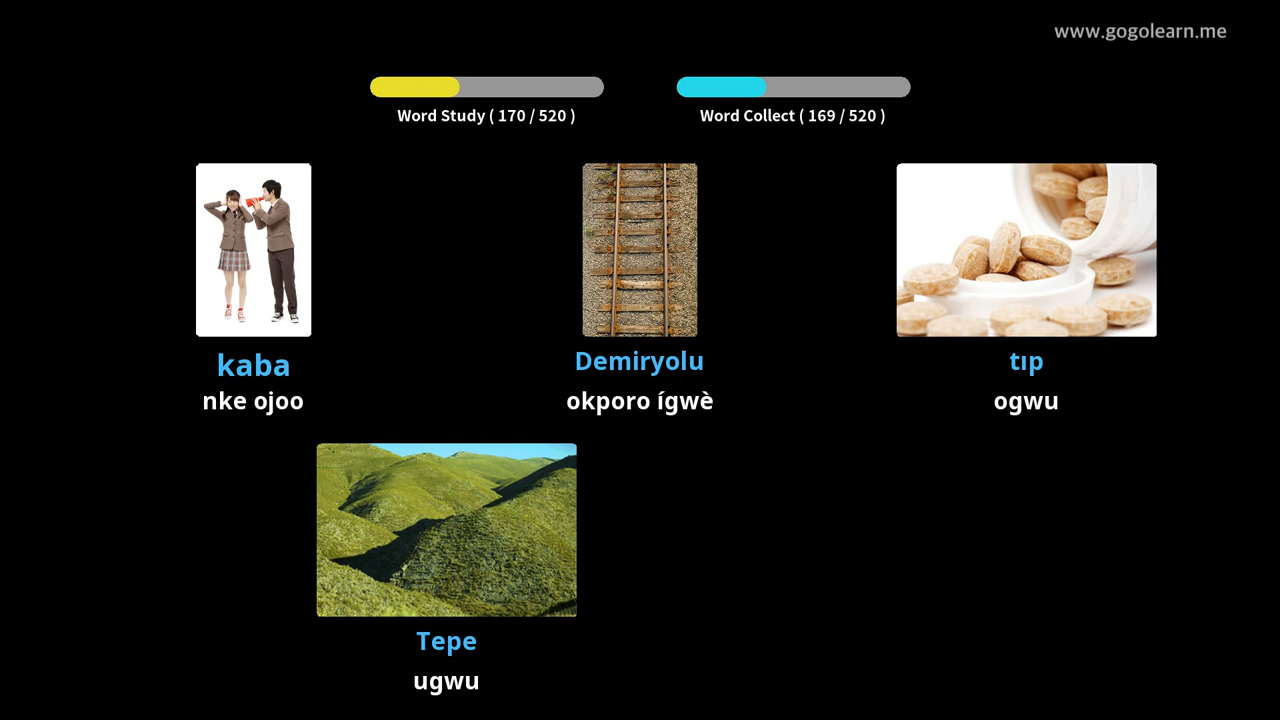 www.gogolearn.me
Word Study ( 170 / 520 )
Word Collect ( 169 / 520 )
kaba
nke ojoo
Demiryolu
okporo ígwè
tıp
ogwu
Tepe
ugwu